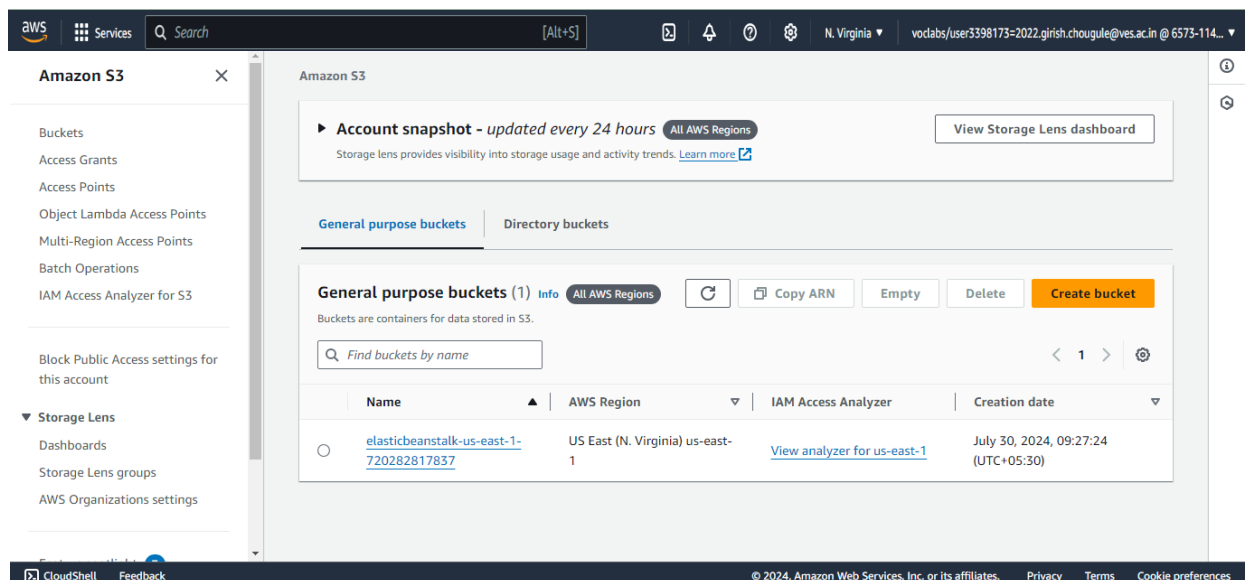 aws Services Search [Alt+S] N. Virginia ▼ voclabs/user3398173=2022.girish.chougule@ves.ac.in @ 6573-114... ▼
Amazon S3
Buckets
Access Grants
Access Points
Object Lambda Access Points
Multi-Region Access Points
Batch Operations
IAM Access Analyzer for S3
Block Public Access settings for
this account
▼ Storage Lens
Dashboards
Storage Lens groups
AWS Organizations settings
Amazon S3
▶ Account snapshot - updated every 24 hours All AWS Regions View Storage Lens dashboard
Storage lens provides visibility into storage usage and activity trends. Learn more
General purpose buckets Directory buckets
General purpose buckets (1) Info All AWS Regions Copy ARN Empty Delete Create bucket
Buckets are containers for data stored in S3.
Find buckets by name 1
Name AWS Region IAM Access Analyzer Creation date
elasticbeanstalk-us-east-1- US East (N. Virginia) us-east- View analyzer for us-east-1 July 30, 2024, 09:27:24
720282817837 1 (UTC+05:30)
CloudShell Feedback © 2024, Amazon Web Services, Inc. or its affiliates. Privacy Terms Cookie preferences